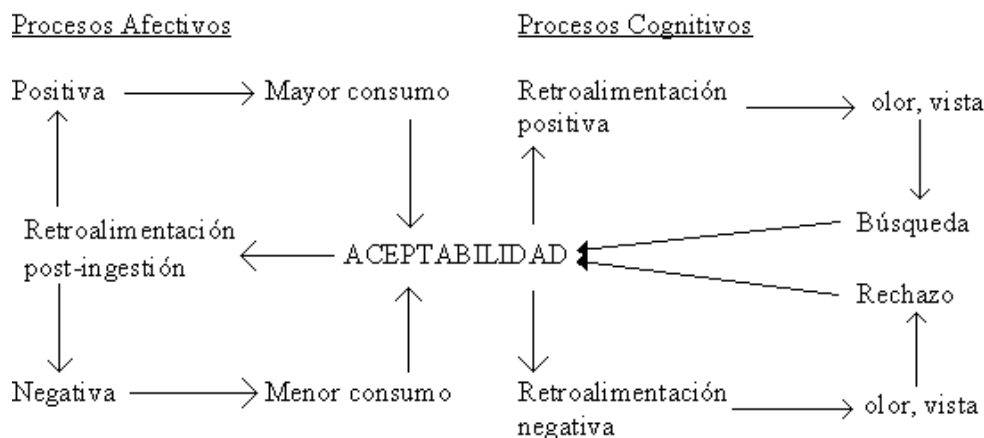 Procesos Afectivos
Procesos Cognitivos
Positiva
Mayor consumo
Retroalimentación
positiva
olor, vista
Retroalimentación
post-ingestión
ACEPTABILIDAD
Búsqueda
Rechazo
Negativa
Menor consumo
Retroalimentación
negativa
olor, vista